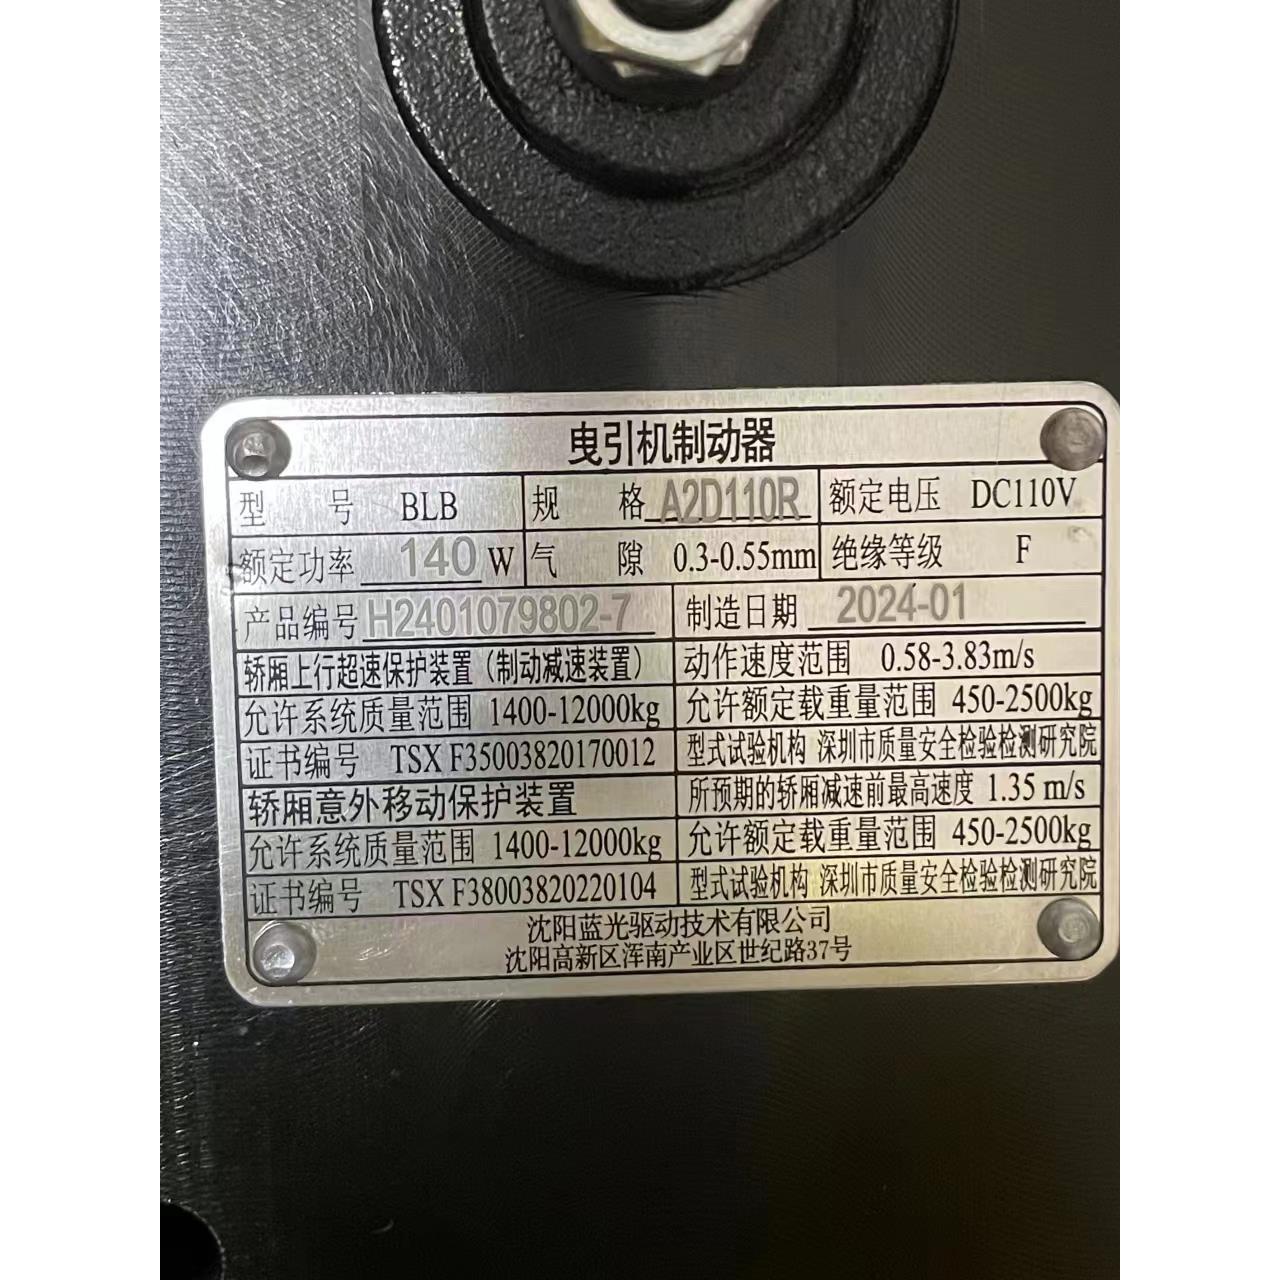 曳引机制动器
型 号 BLB 规 格 A2D110R 额定电压 DC110V
额定功率 140 W 气 隙 0.3-0.55mm 绝缘等级 F
产品编号 H2401079802-7 制造日期 2024-01
轿厢上行超速保护装置（制动减速装置） 动作速度范围 0.58-3.83m/s
允许系统质量范围 1400-12000kg 允许额定载重量范围 450-2500kg
证书编号 TSX F35003820170012 型式试验机构 深圳市质量安全检验检测研究院
轿厢意外移动保护装置 所预期的轿厢减速前最高速度 1.35 m/s
允许系统质量范围 1400-12000kg 允许额定载重量范围 450-2500kg
证书编号 TSX F38003820220104 型式试验机构 深圳市质量安全检验检测研究院
沈阳蓝光驱动技术有限公司
沈阳高新区浑南产业区世纪路37号